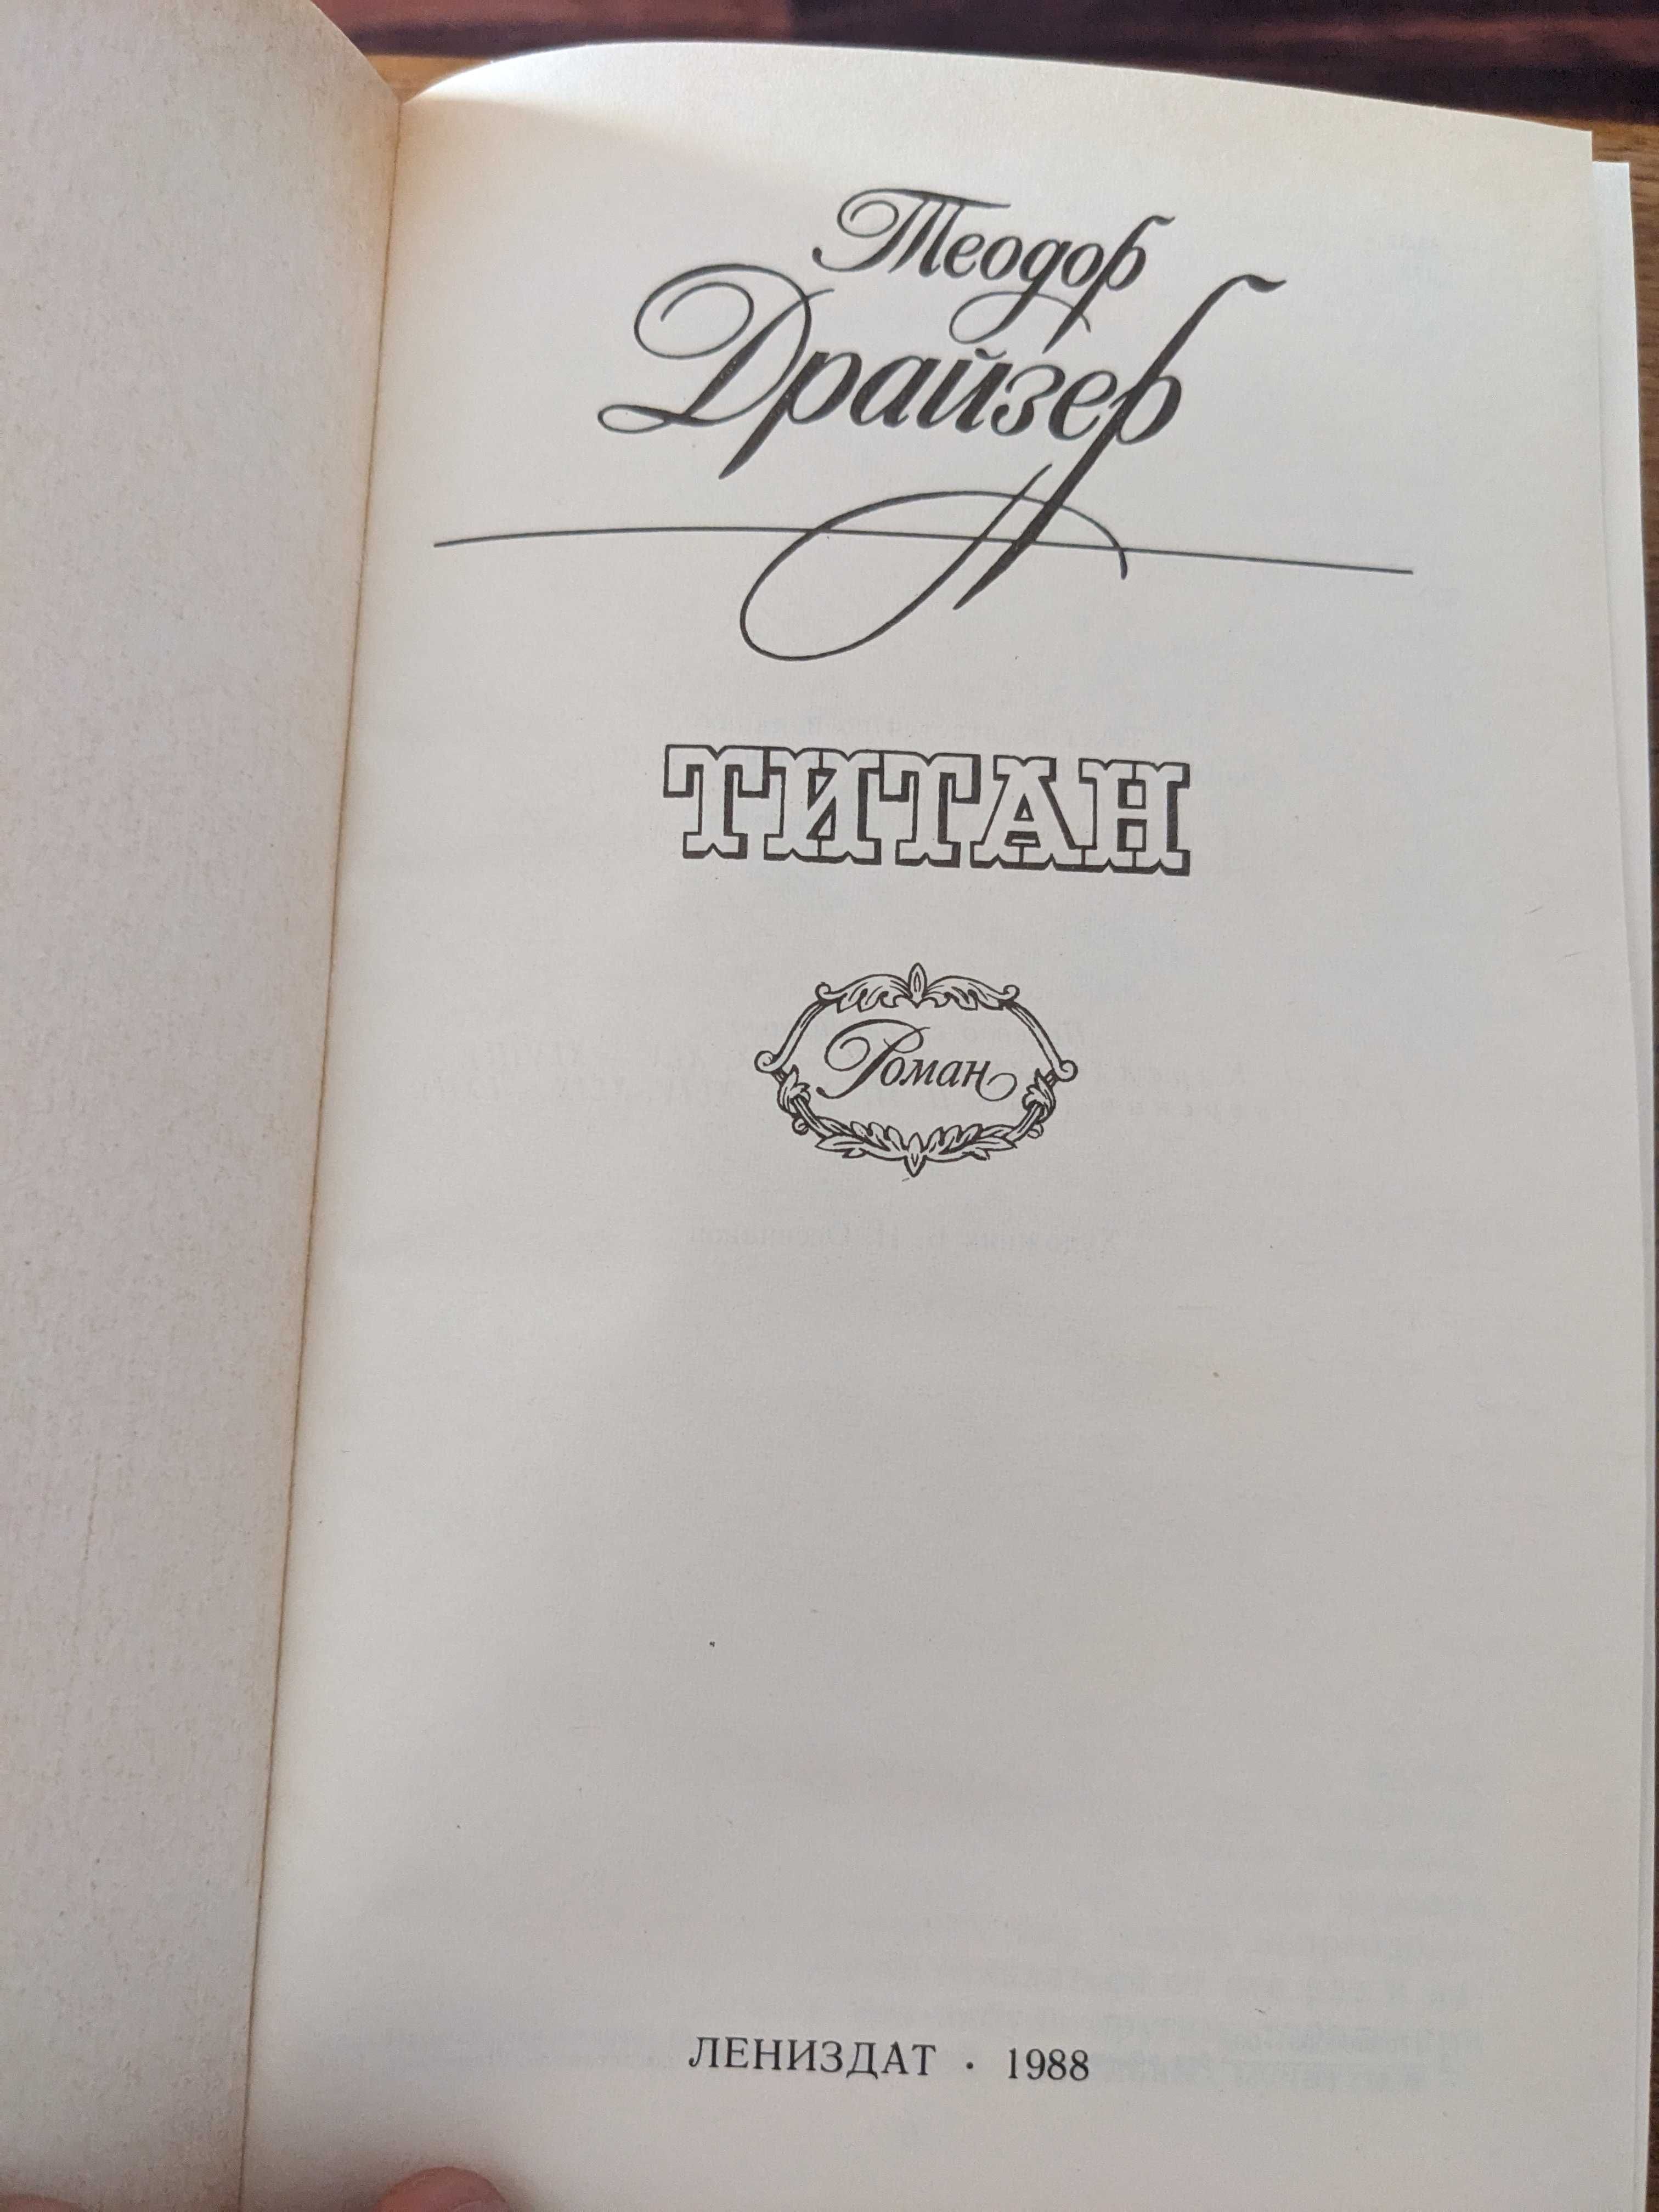 Теодор
Драйзер
ТИТАН
Роман
ЛЕНИЗДАТ · 1988